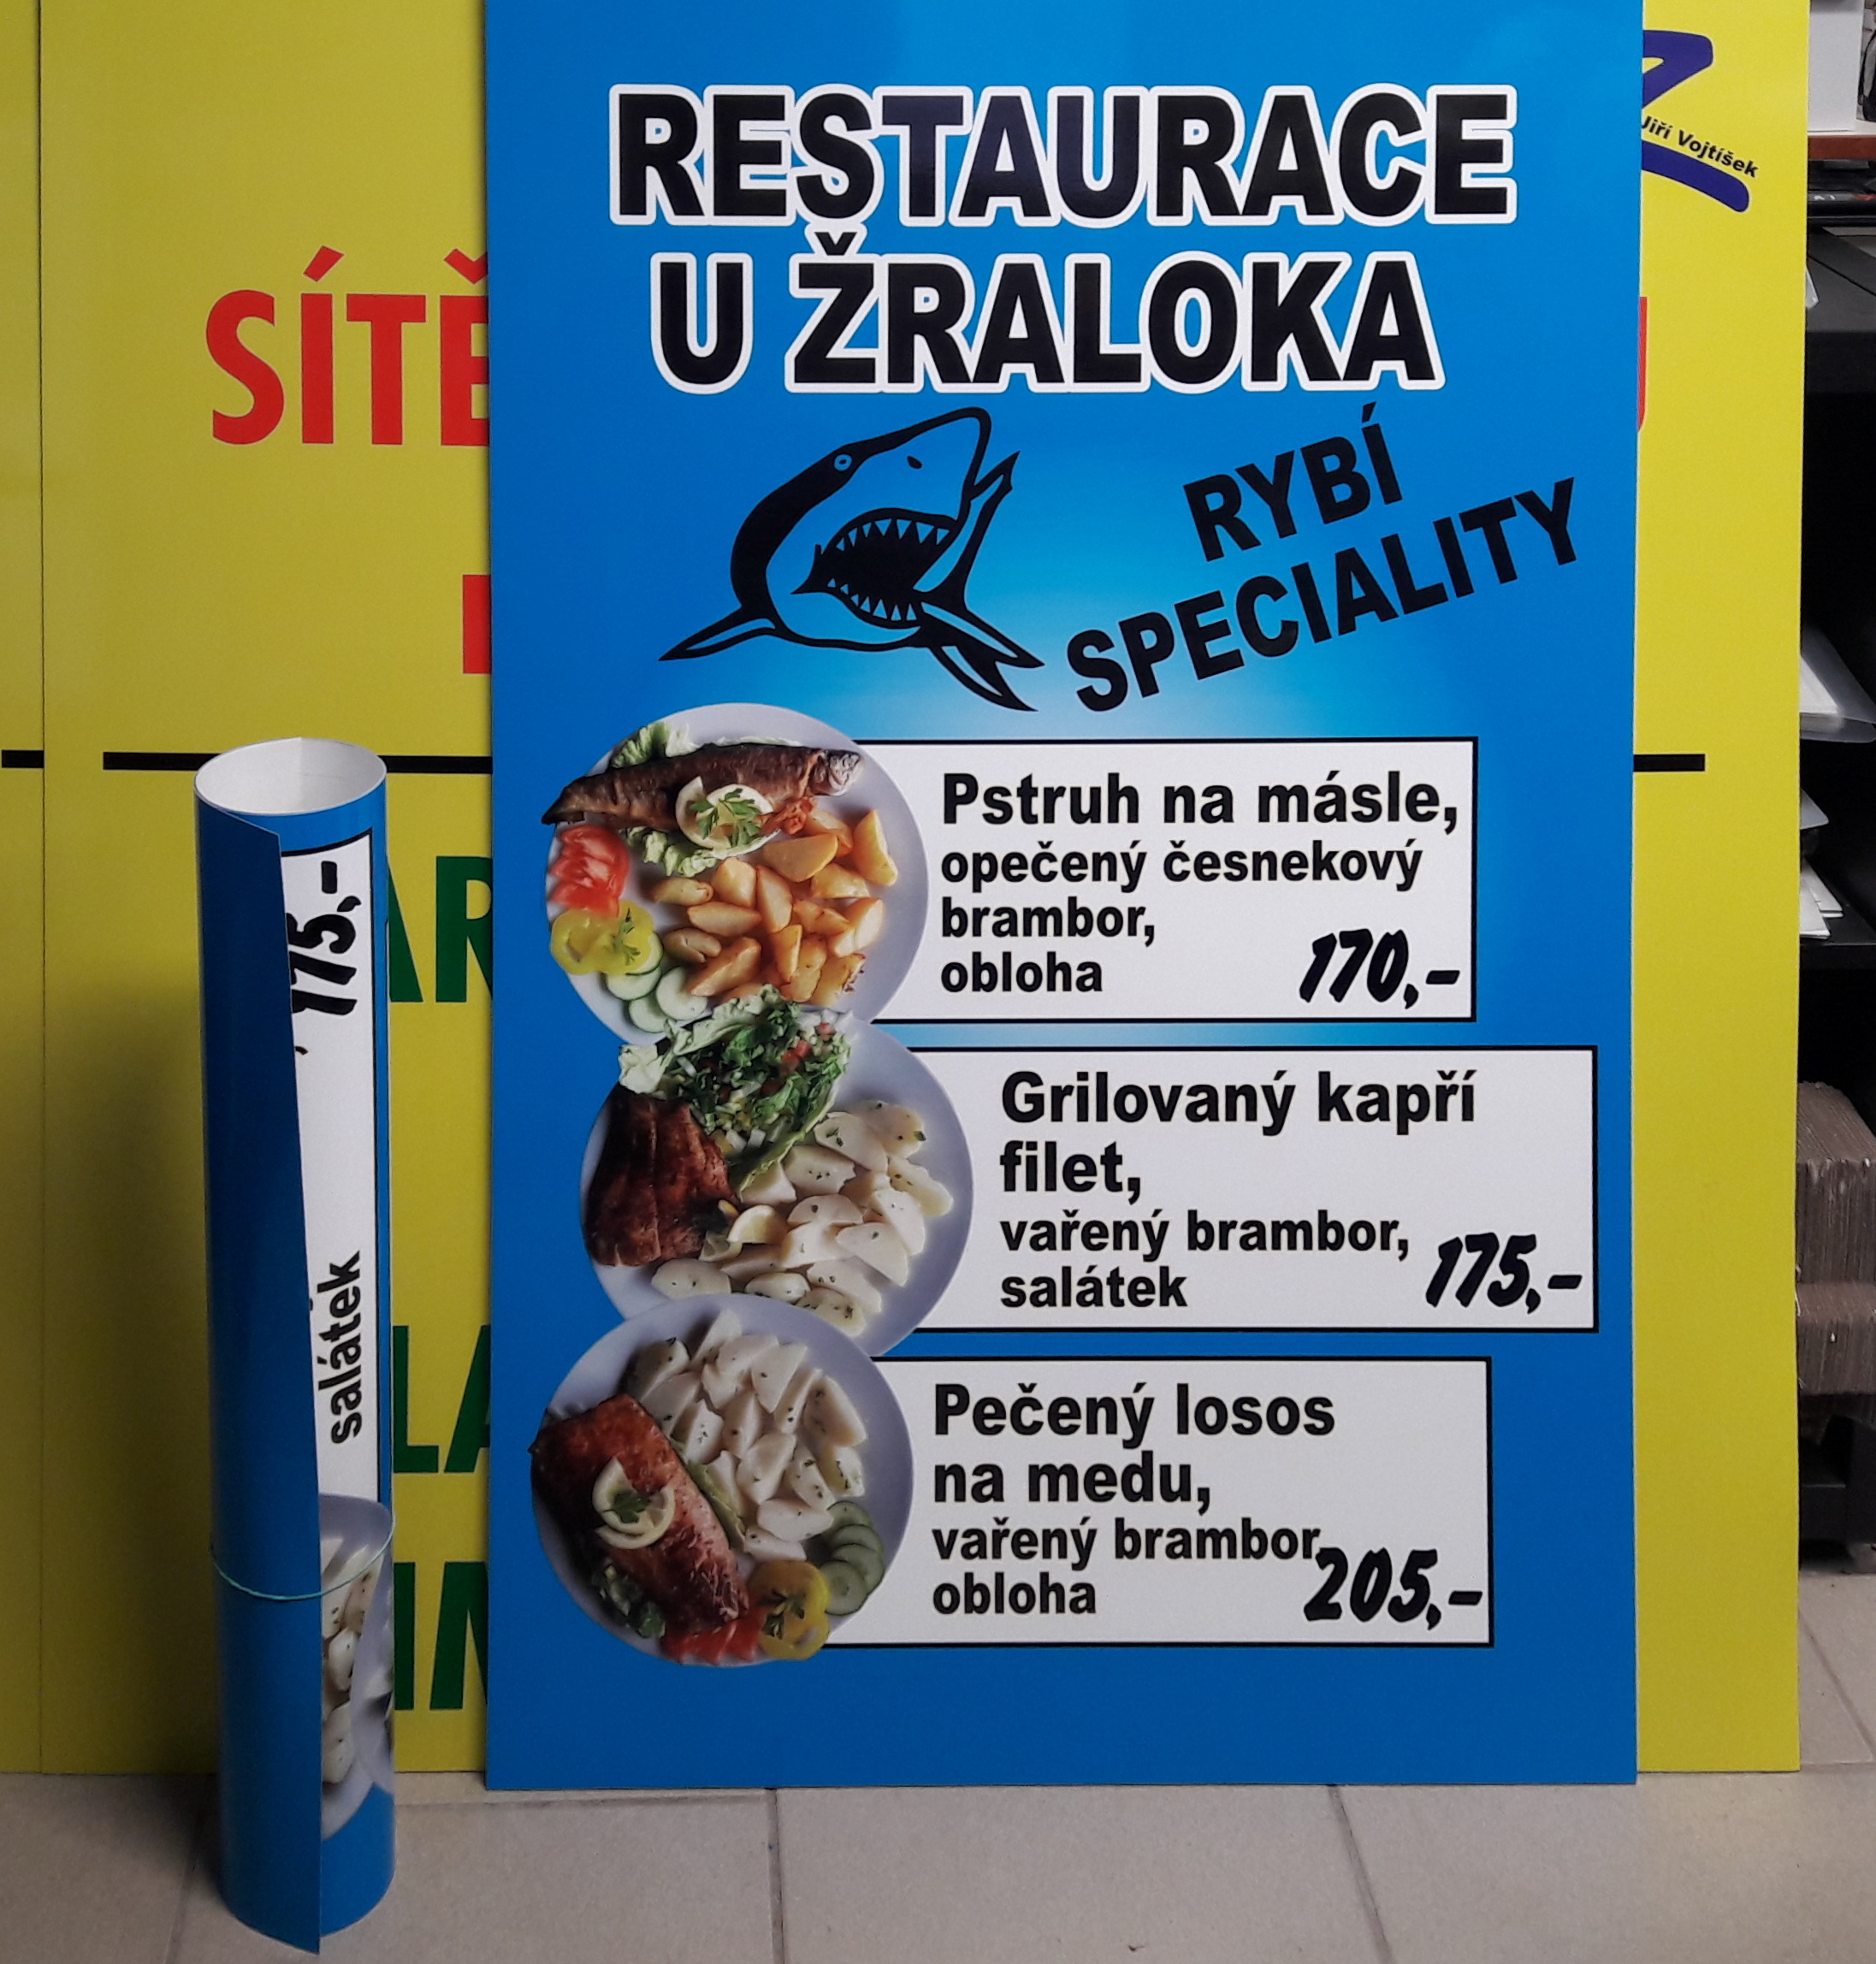 RESTAURACE
U ŽRALOKA
RYBÍ
SPECIALITY
Pstruh na másle,
opečený česnekový
brambor,
obloha
170,-
Grilovaný kapří
filet,
vařený brambor,
salátek
175,-
Pečený losos
na medu,
vařený brambor,
obloha
205,-
Jiří Vojtíšek
SÍTĚ
175,-
salátek